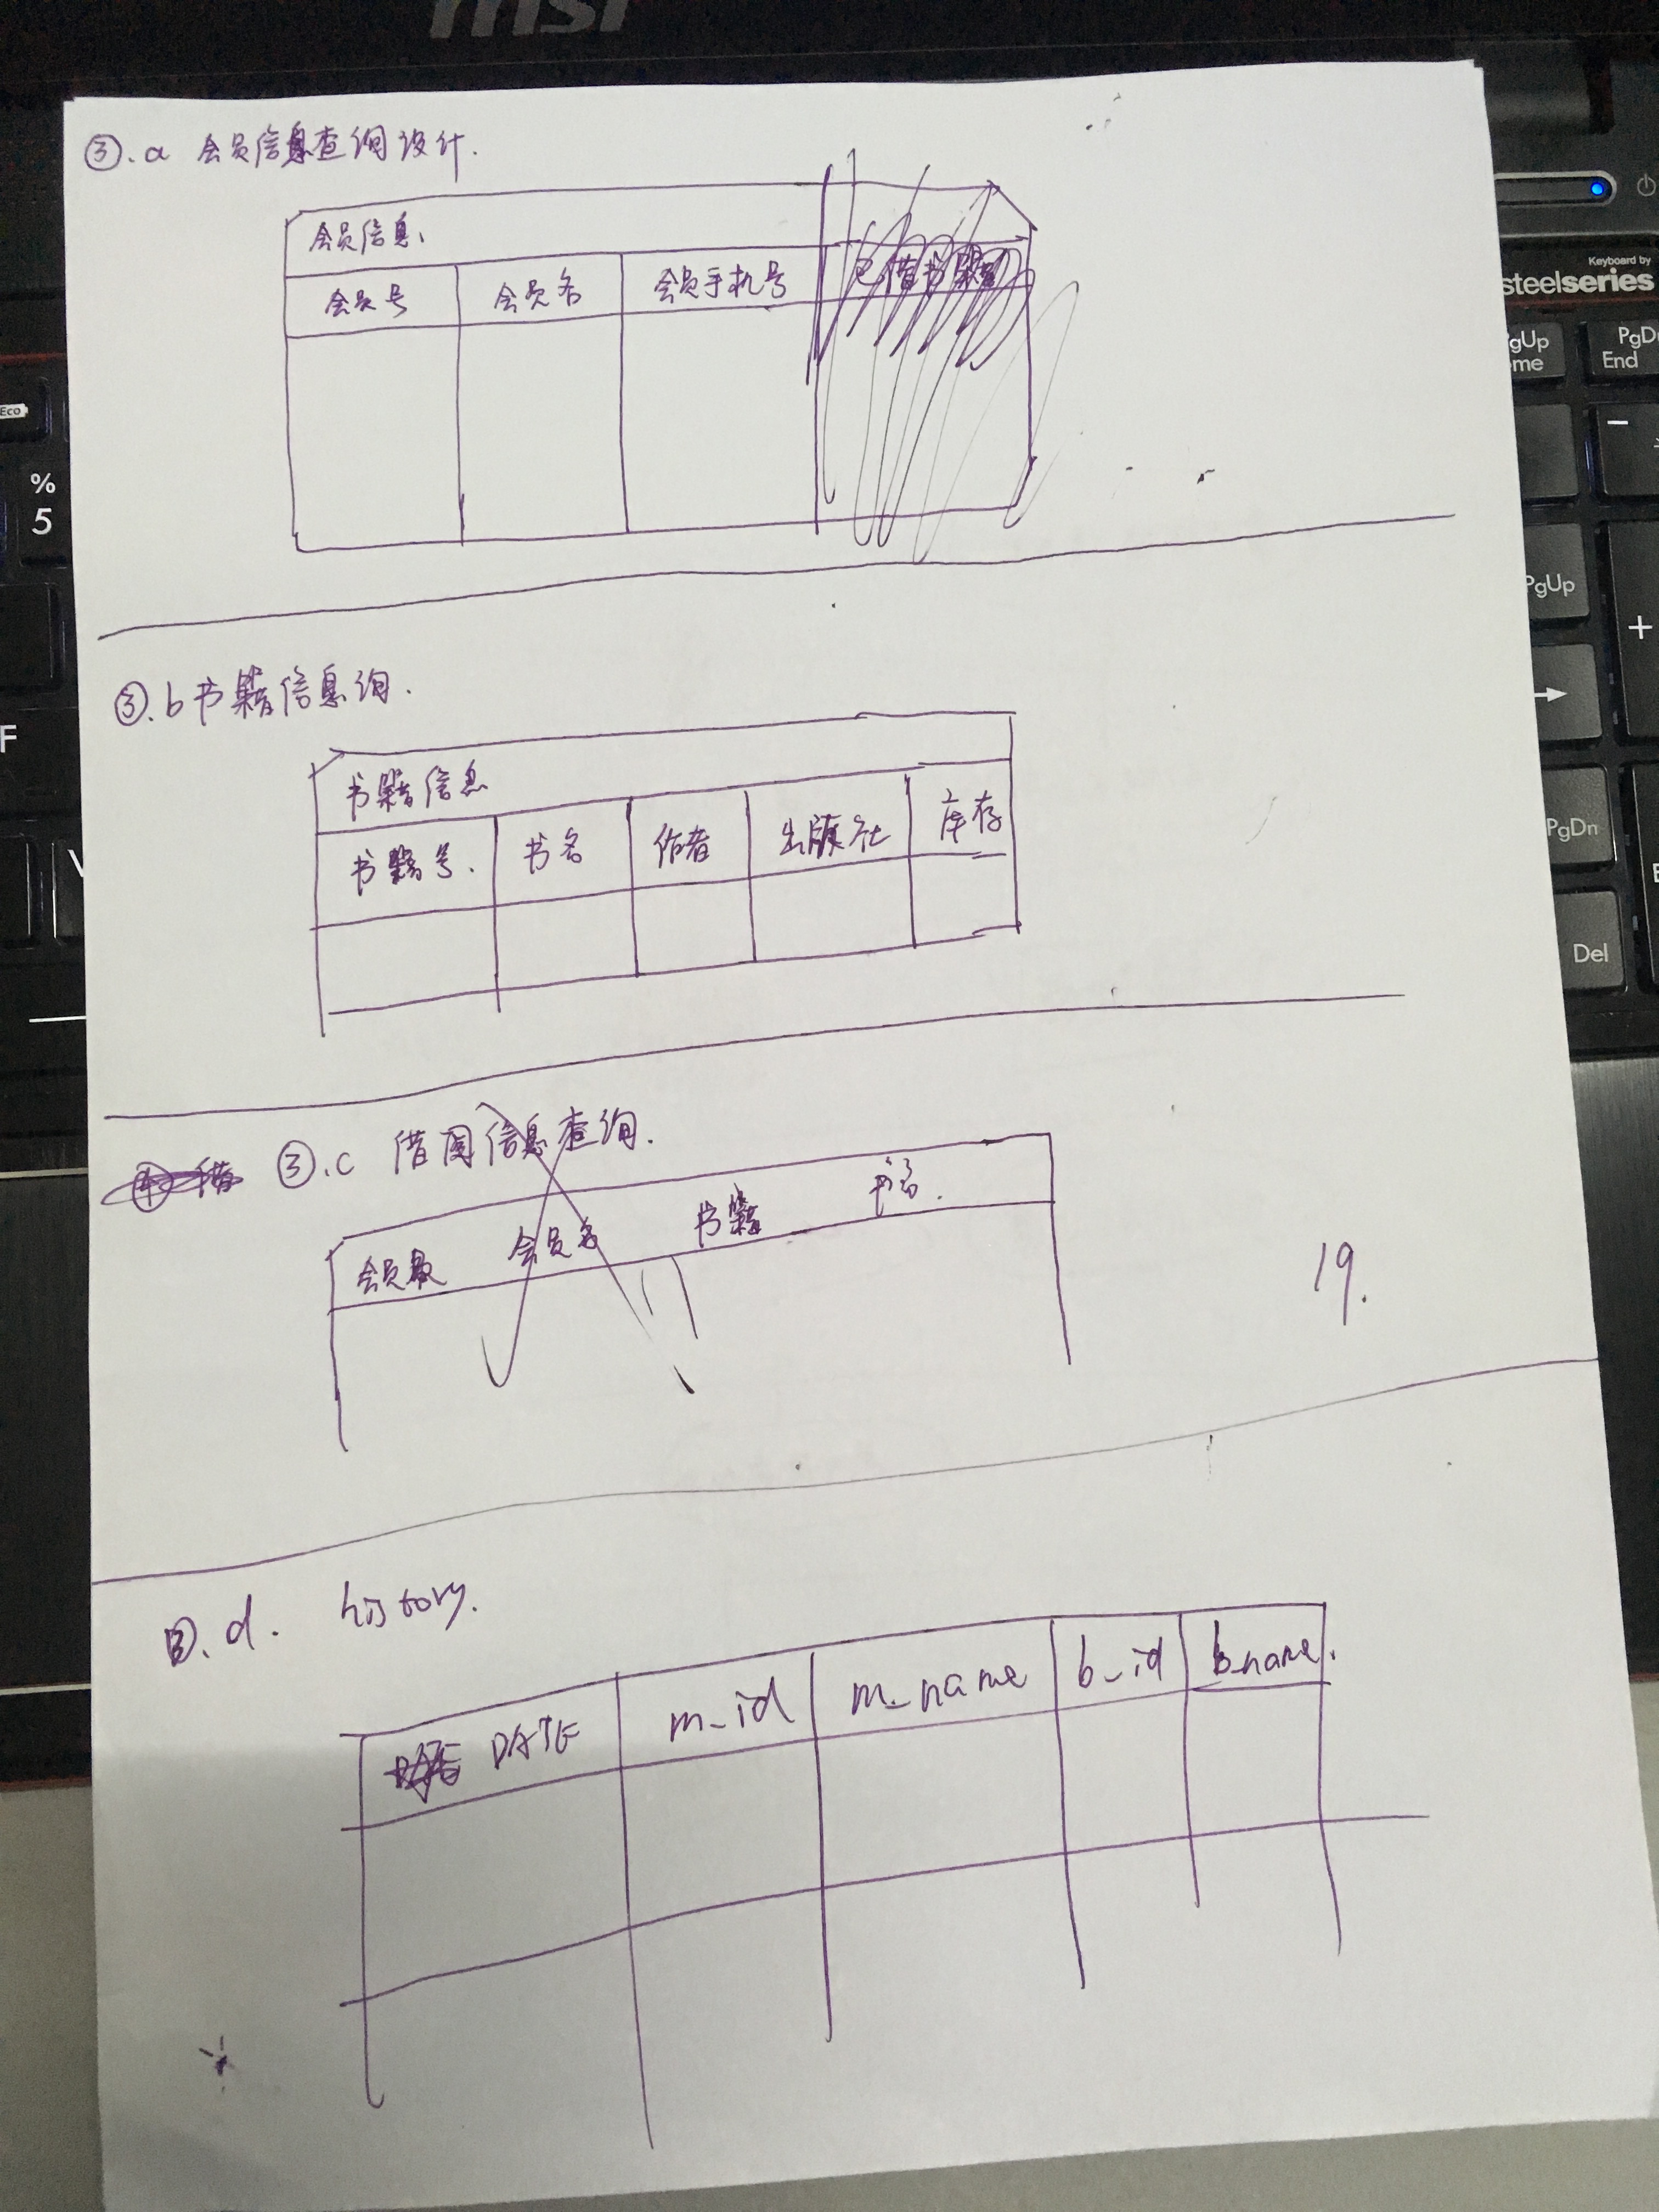 msi
③.a 会员信息查询设计.
会员信息
会员号 会员名 会员手机号 已借书籍
③.b 书籍信息询.
书籍信息
书籍号. 书名 作者 出版社 库存
③.c 借阅信息查询.
会员 会员名 书籍 书名.
19.
③.d. history.
DATE m_id m_name b_id b_name.
Keyboard by
steelseries
PgUp
PgDn
End
Eco
%
5
PgUp
+
F
PgDn
Del